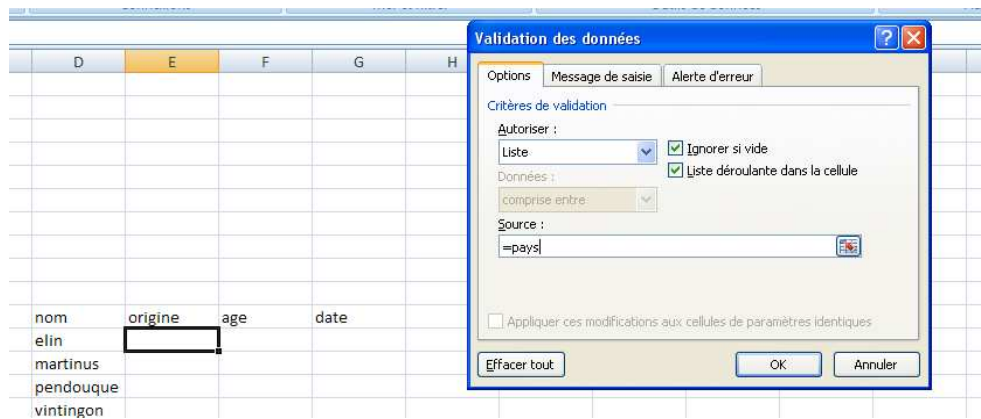 Validation des données
D E F G H
Options Message de saisie Alerte d'erreur
Critères de validation
Autoriser :
Liste
Ignorer si vide
Liste déroulante dans la cellule
Données :
comprise entre
Source :
=pays
Appliquer ces modifications aux cellules de paramètres identiques
Effacer tout OK Annuler
nom origine age date
elin
martinus
pendouque
vintingon